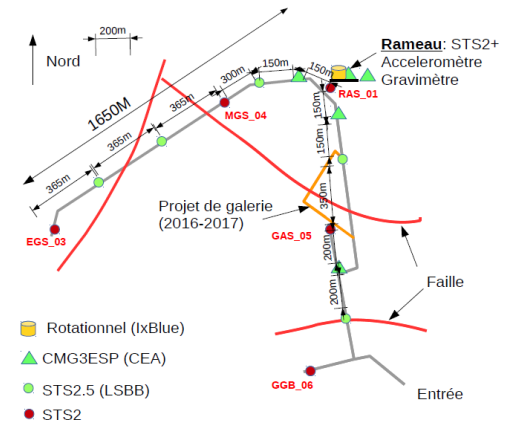 200m
Nord
1650M
365m
365m
365m
300m
150m
150m
Rameau: STS2+
Acceleromètre
Gravimètre
RAS_01
MGS_04
150m
150m
350m
Projet de galerie
(2016-2017)
EGS_03
GAS_05
200m
200m
Faille
Rotationnel (IxBlue)
CMG3ESP (CEA)
STS2.5 (LSBB)
STS2
GGB_06
Entrée